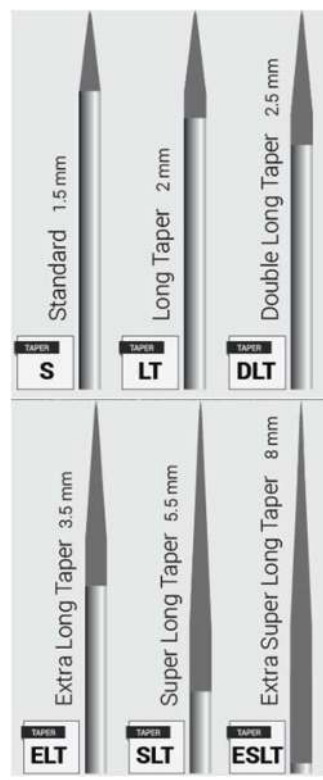 Standard 1.5 mm
TAPER
S
Long Taper 2 mm
TAPER
LT
Double Long Taper 2.5 mm
TAPER
DLT
Extra Long Taper 3.5 mm
TAPER
ELT
Super Long Taper 5.5 mm
TAPER
SLT
Extra Super Long Taper 8 mm
TAPER
ESLT